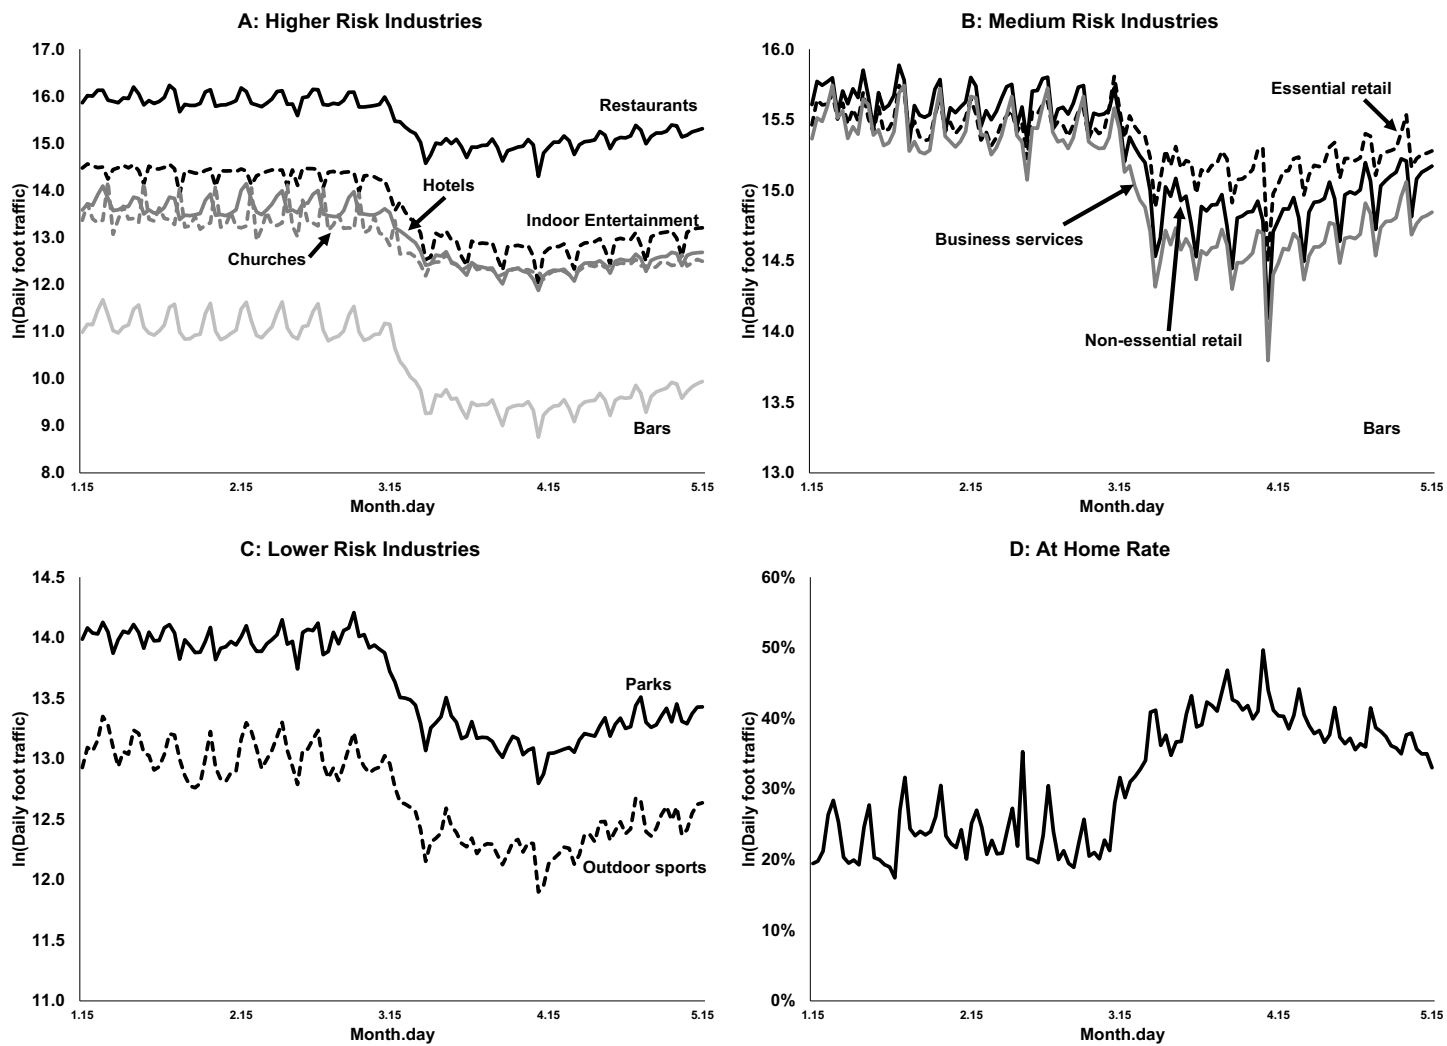 A: Higher Risk Industries
17.0
16.0
15.0
14.0
13.0
12.0
11.0
10.0
9.0
8.0
ln(Daily foot traffic)
Restaurants
Hotels
Indoor Entertainment
Churches
Bars
1.15 2.15 3.15 4.15 5.15
Month.day
B: Medium Risk Industries
16.0
15.5
15.0
14.5
14.0
13.5
13.0
ln(Daily foot traffic)
Essential retail
Business services
Non-essential retail
Bars
1.15 2.15 3.15 4.15 5.15
Month.day
C: Lower Risk Industries
14.5
14.0
13.5
13.0
12.5
12.0
11.5
11.0
ln(Daily foot traffic)
Parks
Outdoor sports
1.15 2.15 3.15 4.15 5.15
Month.day
D: At Home Rate
60%
50%
40%
30%
20%
10%
0%
ln(Daily foot traffic)
1.15 2.15 3.15 4.15 5.15
Month.day